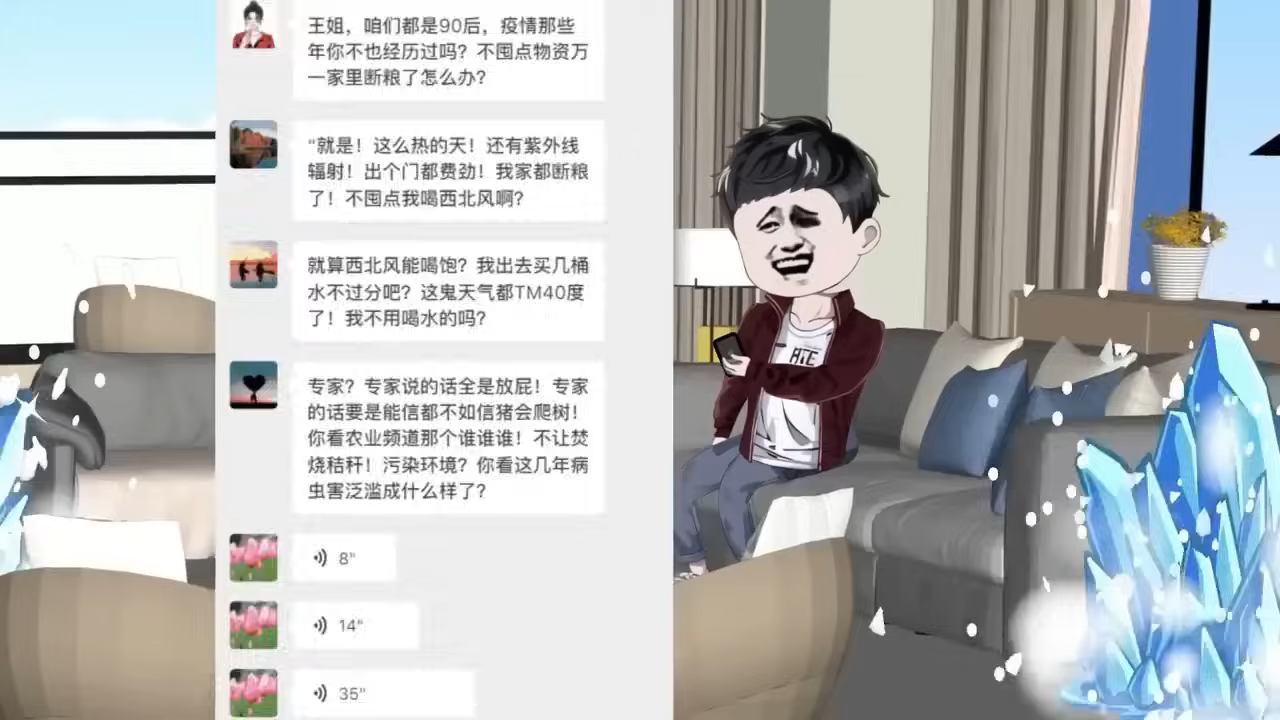 王姐，咱们都是90后，疫情那些
年你不也经历过吗？不囤点物资万
一家里断粮了怎么办？
"就是！这么热的天！还有紫外线
辐射！出个门都费劲！我家都断粮
了！不囤点我喝西北风啊？
就算西北风能喝饱？我出去买几桶
水不过分吧？这鬼天气都TM40度
了！我不用喝水的吗？
专家？专家说的话全是放屁！专家
的话要是能信都不如信猪会爬树！
你看农业频道那个谁谁谁！不让焚
烧秸秆！污染环境？你看这几年病
虫害泛滥成什么样了？
8"
14"
35"